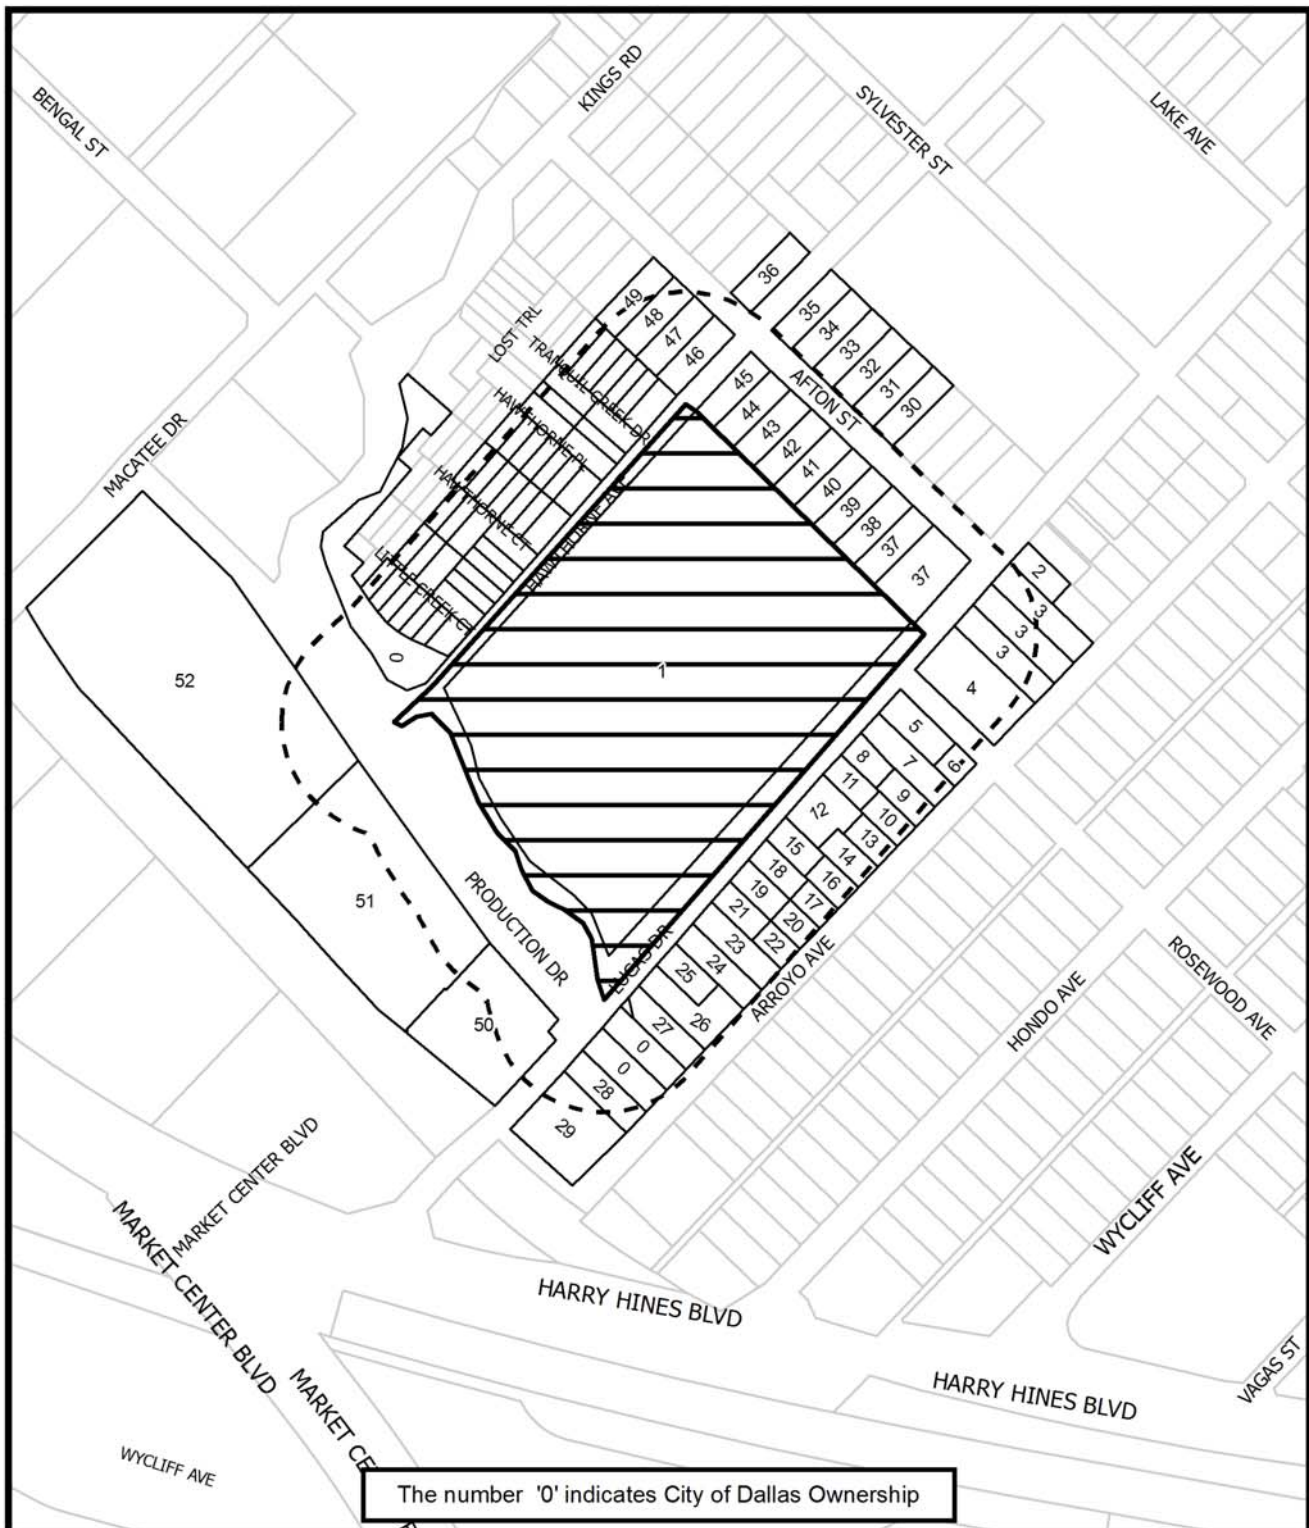 BENGAL ST
KINGS RD
SYLVESTER ST
LAKE AVE
MACATEE DR
LOST TRL
TRANQUIL CREEK DR
HAWTHORNE PL
HAWTHORNE CT
LITTLE CREEK CT
HAWTHORNE AVE
AFTON ST
36
49
48
47
46
35
34
33
32
31
30
45
44
43
42
41
40
39
38
37
37
2
3
3
3
4
0
1
52
51
50
5
6
7
8
9
11
10
12
13
14
15
16
18
17
19
20
21
22
23
24
25
26
27
0
0
28
29
PRODUCTION DR
LUCAS DR
ARROYO AVE
HONDO AVE
ROSEWOOD AVE
WYCLIFF AVE
MARKET CENTER BLVD
MARKET CENTER BLVD
HARRY HINES BLVD
HARRY HINES BLVD
VAGAS ST
WYCLIFF AVE
The number '0' indicates City of Dallas Ownership